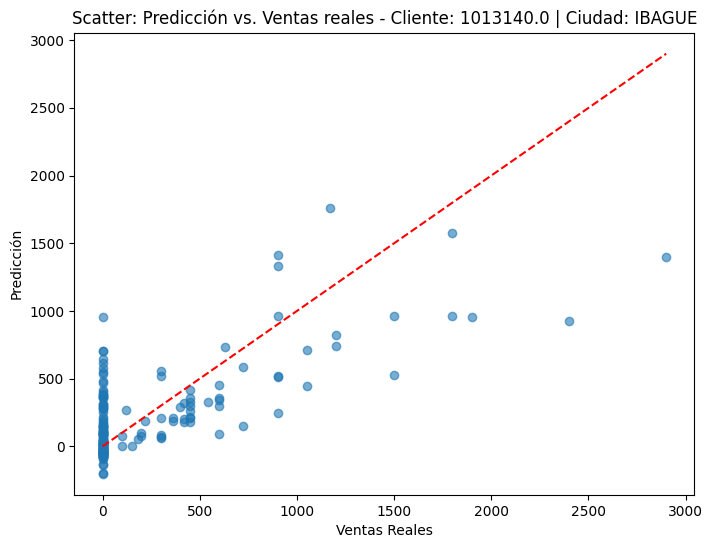 Scatter: Predicción vs. Ventas reales - Cliente: 1013140.0 | Ciudad: IBAGUE
3000
2500
2000
1500
1000
500
0
Predicción
0 500 1000 1500 2000 2500 3000
Ventas Reales